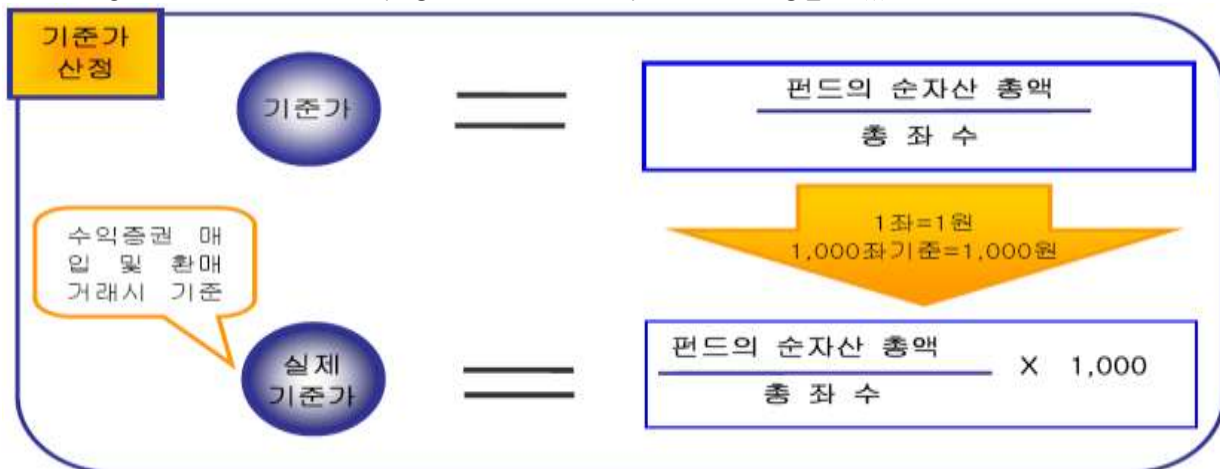 기준가
산정
기준가
펀드의 순자산 총액
총 좌 수
1좌=1원
1,000좌기준=1,000원
수익증권 매
입 및 환매
거래시 기준
실제
기준가
펀드의 순자산 총액
총 좌 수
X 1,000